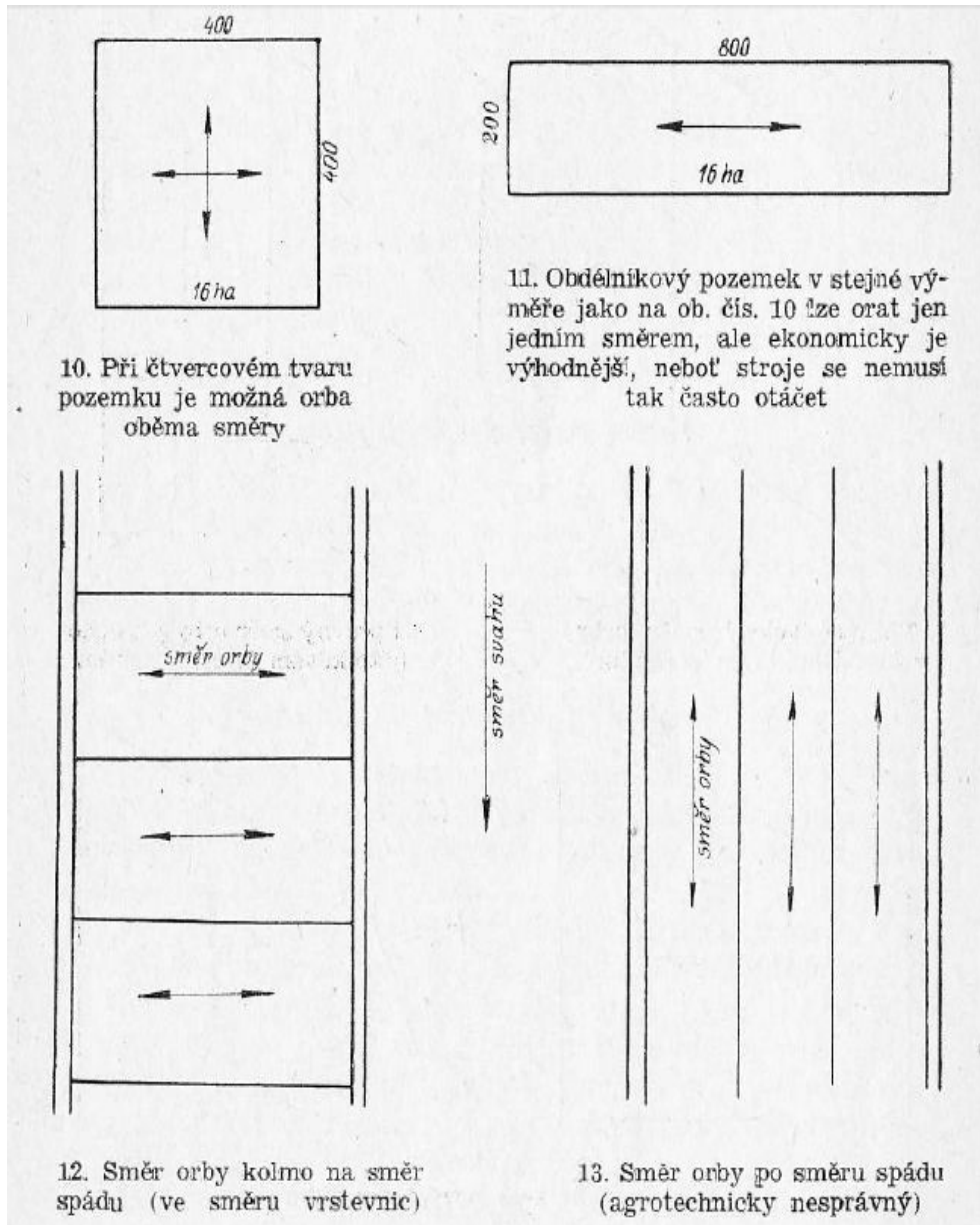 400
400
16 ha
10. Při čtvercovém tvaru
pozemku je možná orba
oběma směry
800
200
16 ha
11. Obdélníkový pozemek v stejné vý-
měře jako na ob. čís. 10 lze orat jen
jedním směrem, ale ekonomicky je
výhodnější, neboť stroje se nemusí
tak často otáčet
směr orby
směr svahu
směr orby
12. Směr orby kolmo na směr
spádu (ve směru vrstevnic)
13. Směr orby po směru spádu
(agrotechnicky nesprávný)